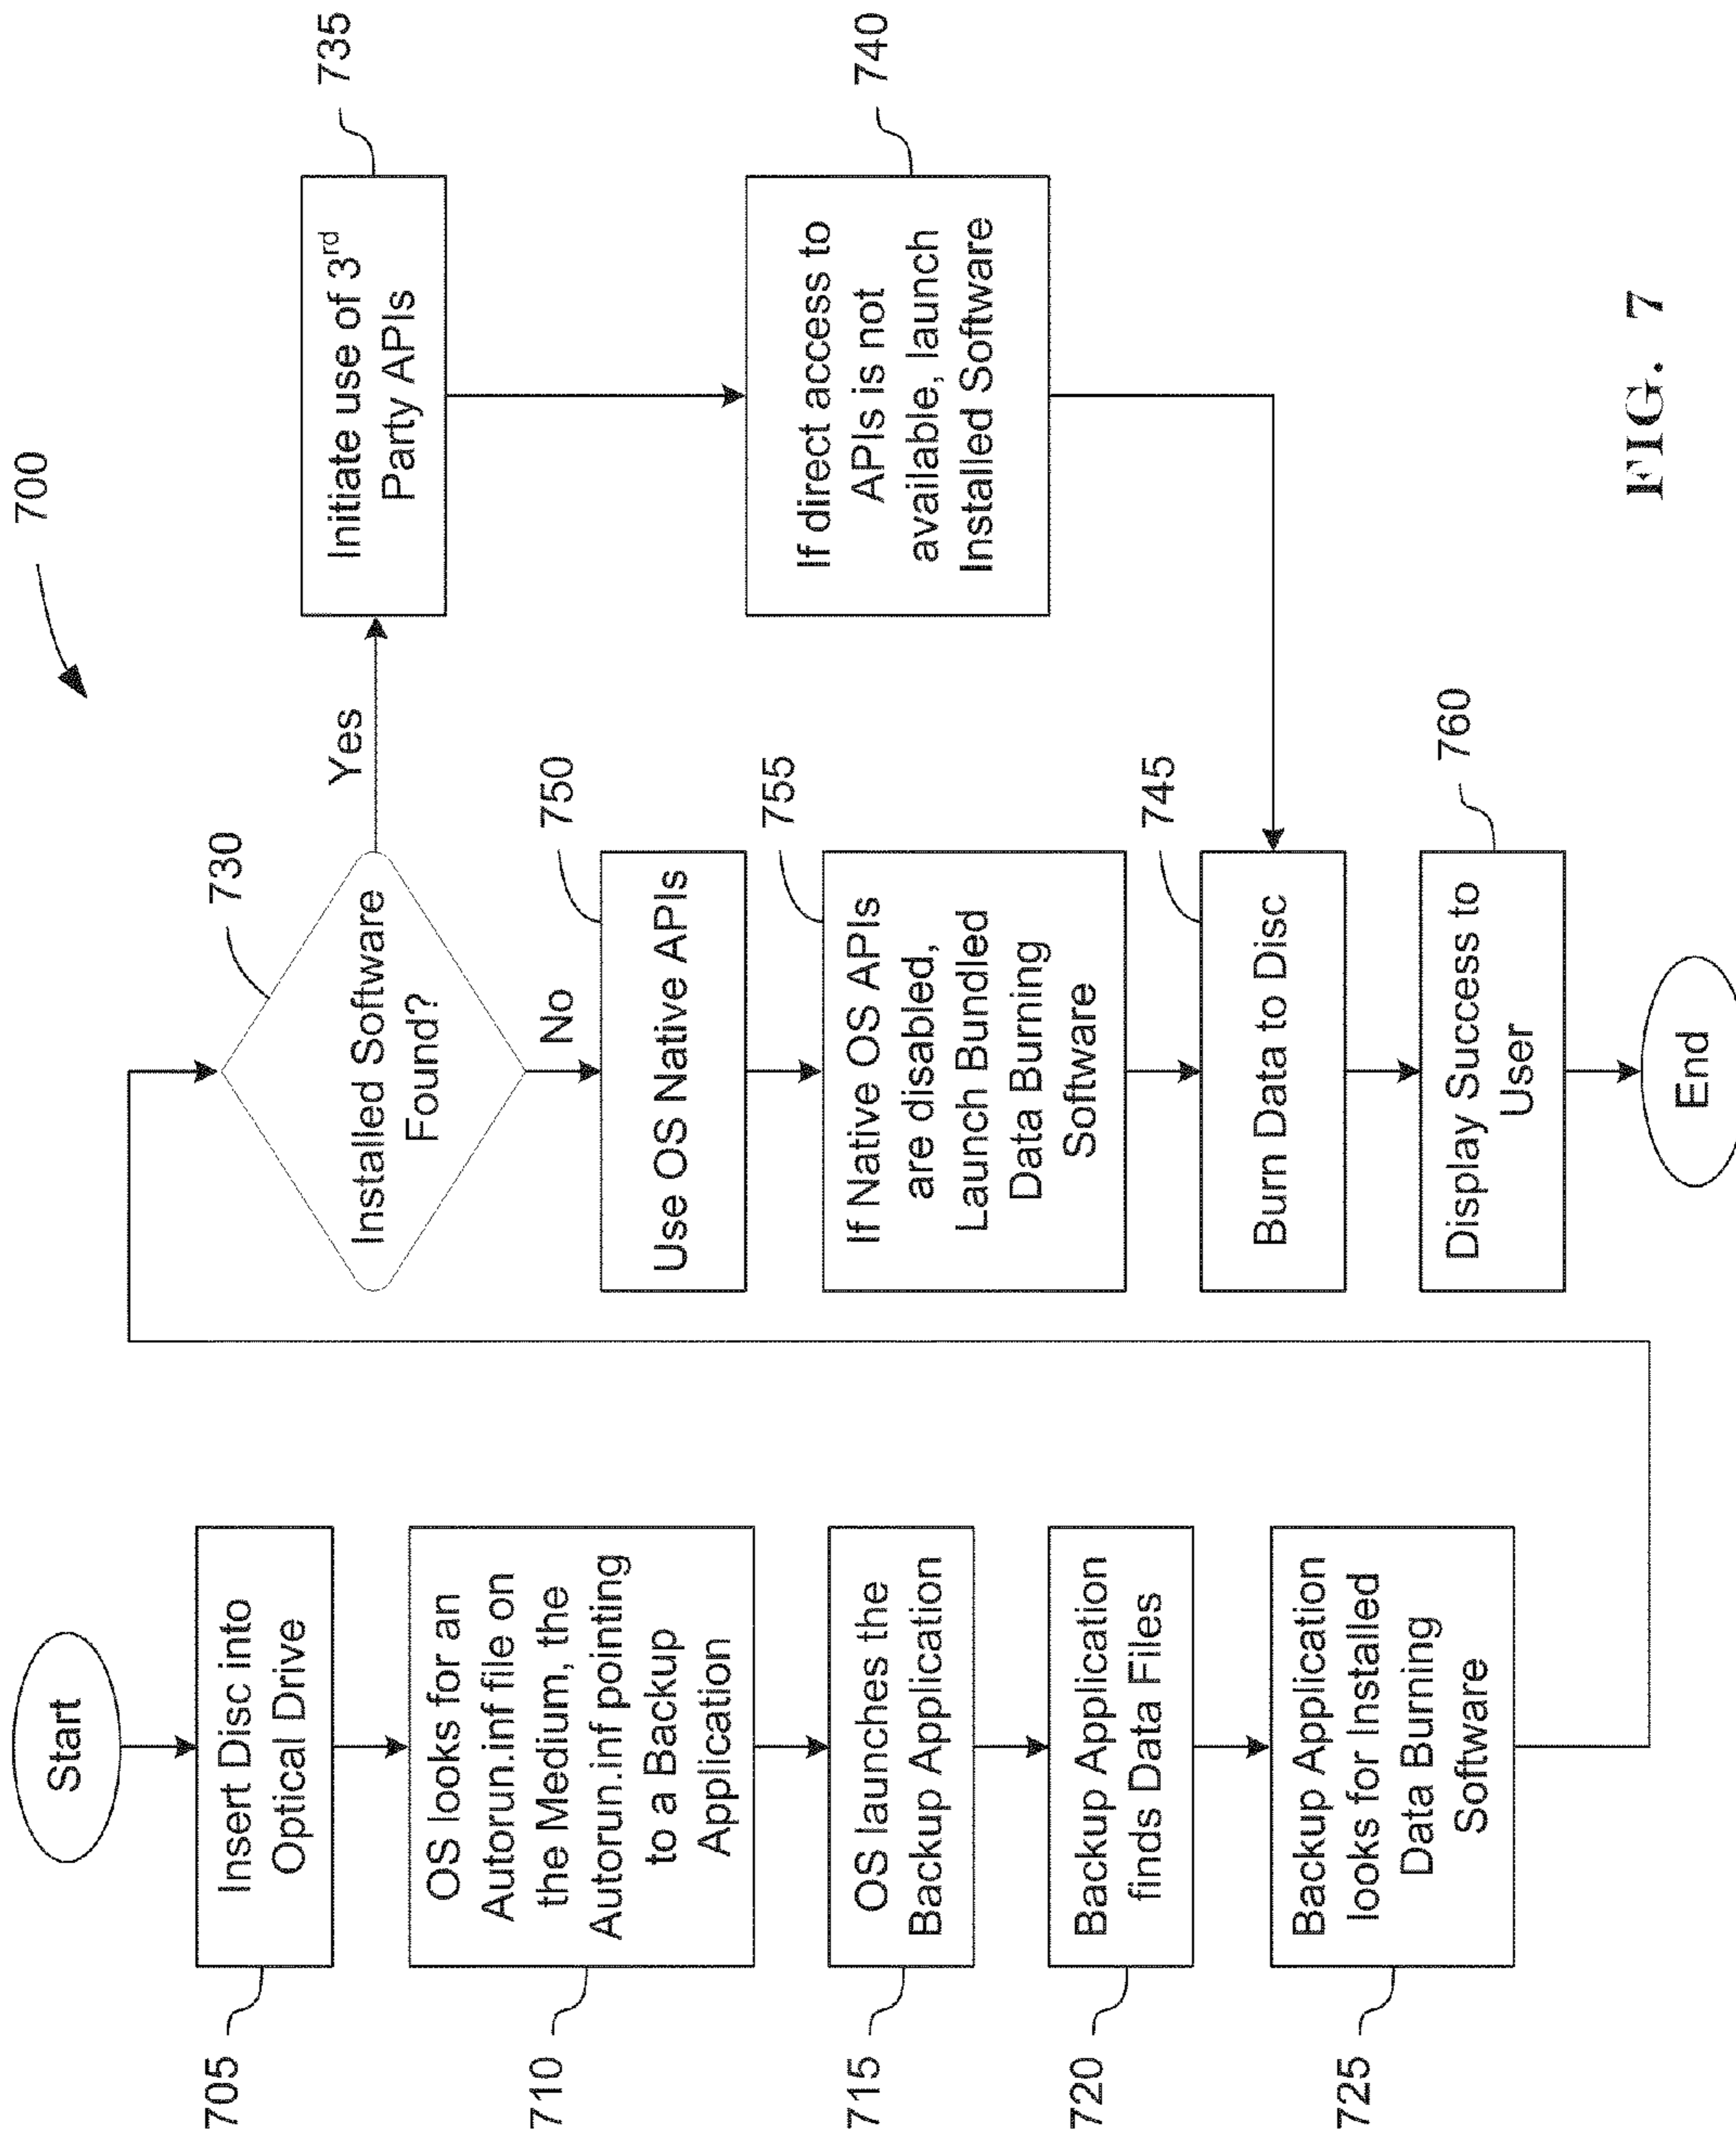 700
Start
705
Insert Disc into
Optical Drive
710
OS looks for an
Autorun.inf file on
the Medium, the
Autorun.inf pointing
to a Backup
Application
715
OS launches the
Backup Application
720
Backup Application
finds Data Files
725
Backup Application
looks for Installed
Data Burning
Software
730
Installed Software
Found?
Yes
No
735
Initiate use of 3rd
Party APIs
740
If direct access to
APIs is not
available, launch
Installed Software
750
Use OS Native APIs
755
If Native OS APIs
are disabled,
Launch Bundled
Data Burning
Software
745
Burn Data to Disc
760
Display Success to
User
End
FIG. 7